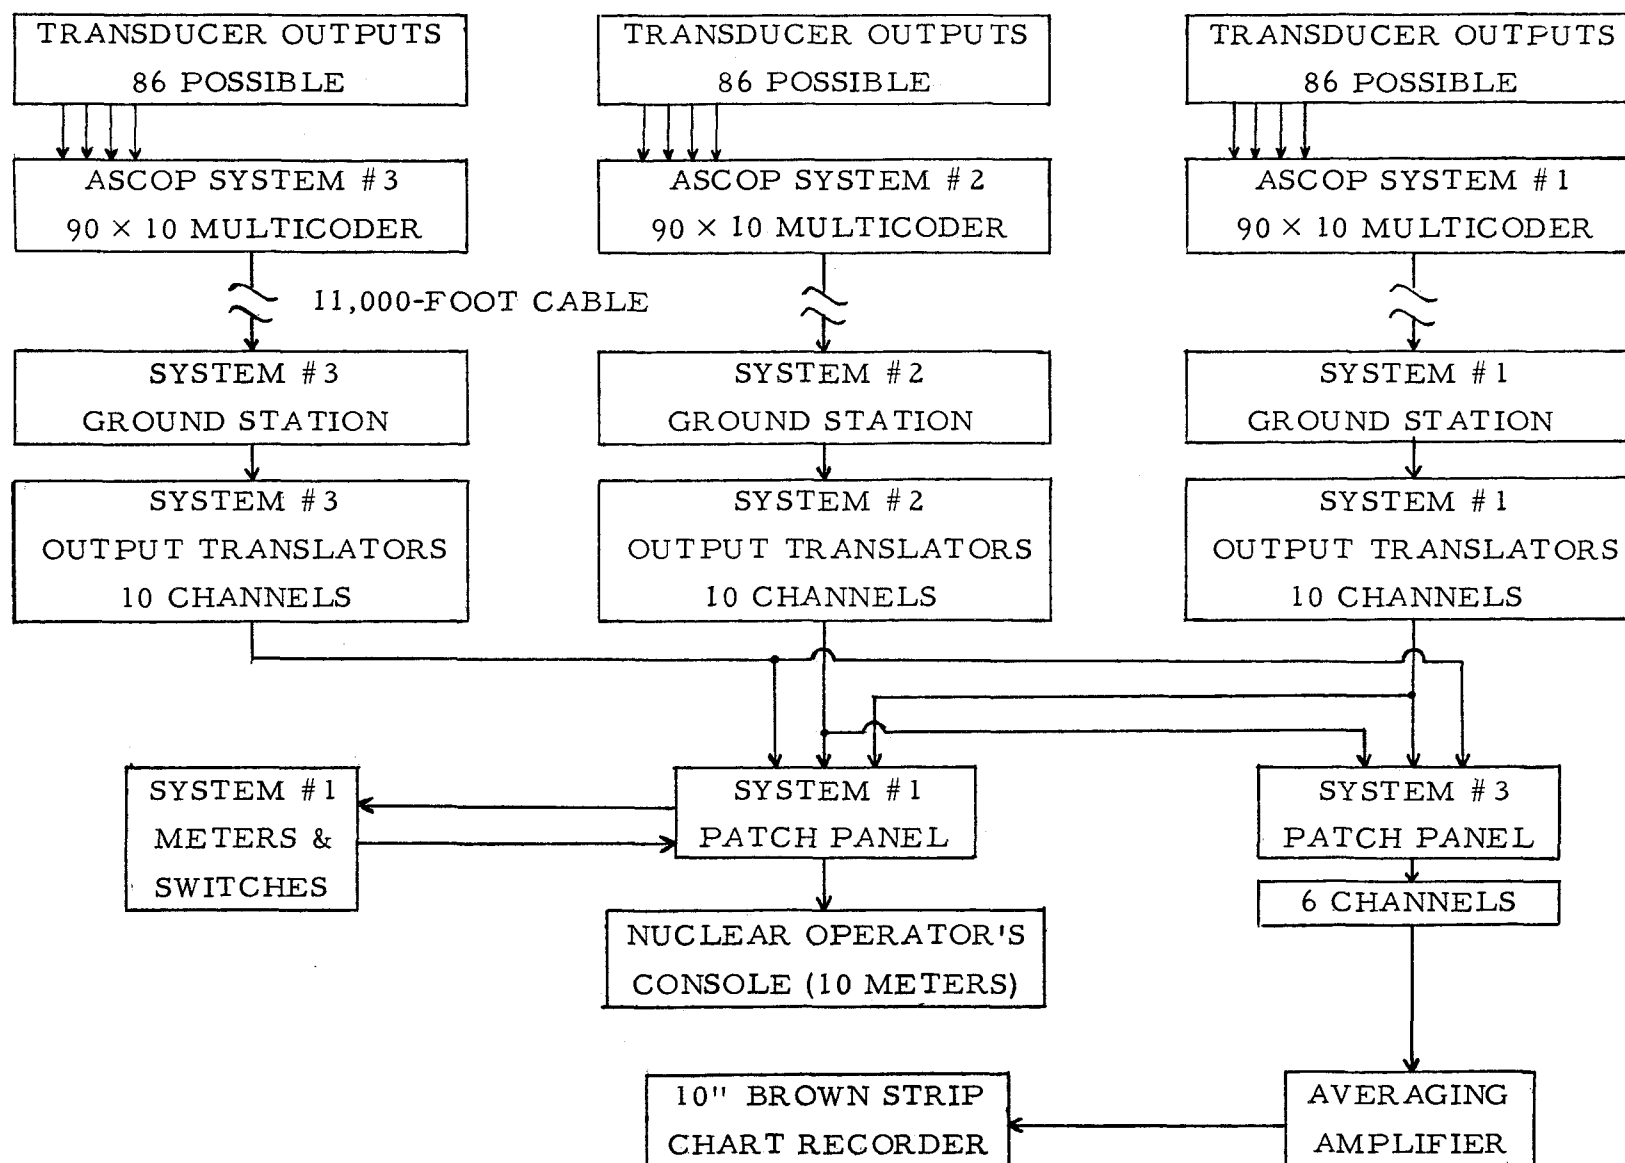 TRANSDUCER OUTPUTS
86 POSSIBLE
TRANSDUCER OUTPUTS
86 POSSIBLE
TRANSDUCER OUTPUTS
86 POSSIBLE
ASCOP SYSTEM #3
90 × 10 MULTICODER
ASCOP SYSTEM #2
90 × 10 MULTICODER
ASCOP SYSTEM #1
90 × 10 MULTICODER
11,000-FOOT CABLE
SYSTEM #3
GROUND STATION
SYSTEM #2
GROUND STATION
SYSTEM #1
GROUND STATION
SYSTEM #3
OUTPUT TRANSLATORS
10 CHANNELS
SYSTEM #2
OUTPUT TRANSLATORS
10 CHANNELS
SYSTEM #1
OUTPUT TRANSLATORS
10 CHANNELS
SYSTEM #1
METERS &
SWITCHES
SYSTEM #1
PATCH PANEL
SYSTEM #3
PATCH PANEL
6 CHANNELS
NUCLEAR OPERATOR'S
CONSOLE (10 METERS)
10" BROWN STRIP
CHART RECORDER
AVERAGING
AMPLIFIER